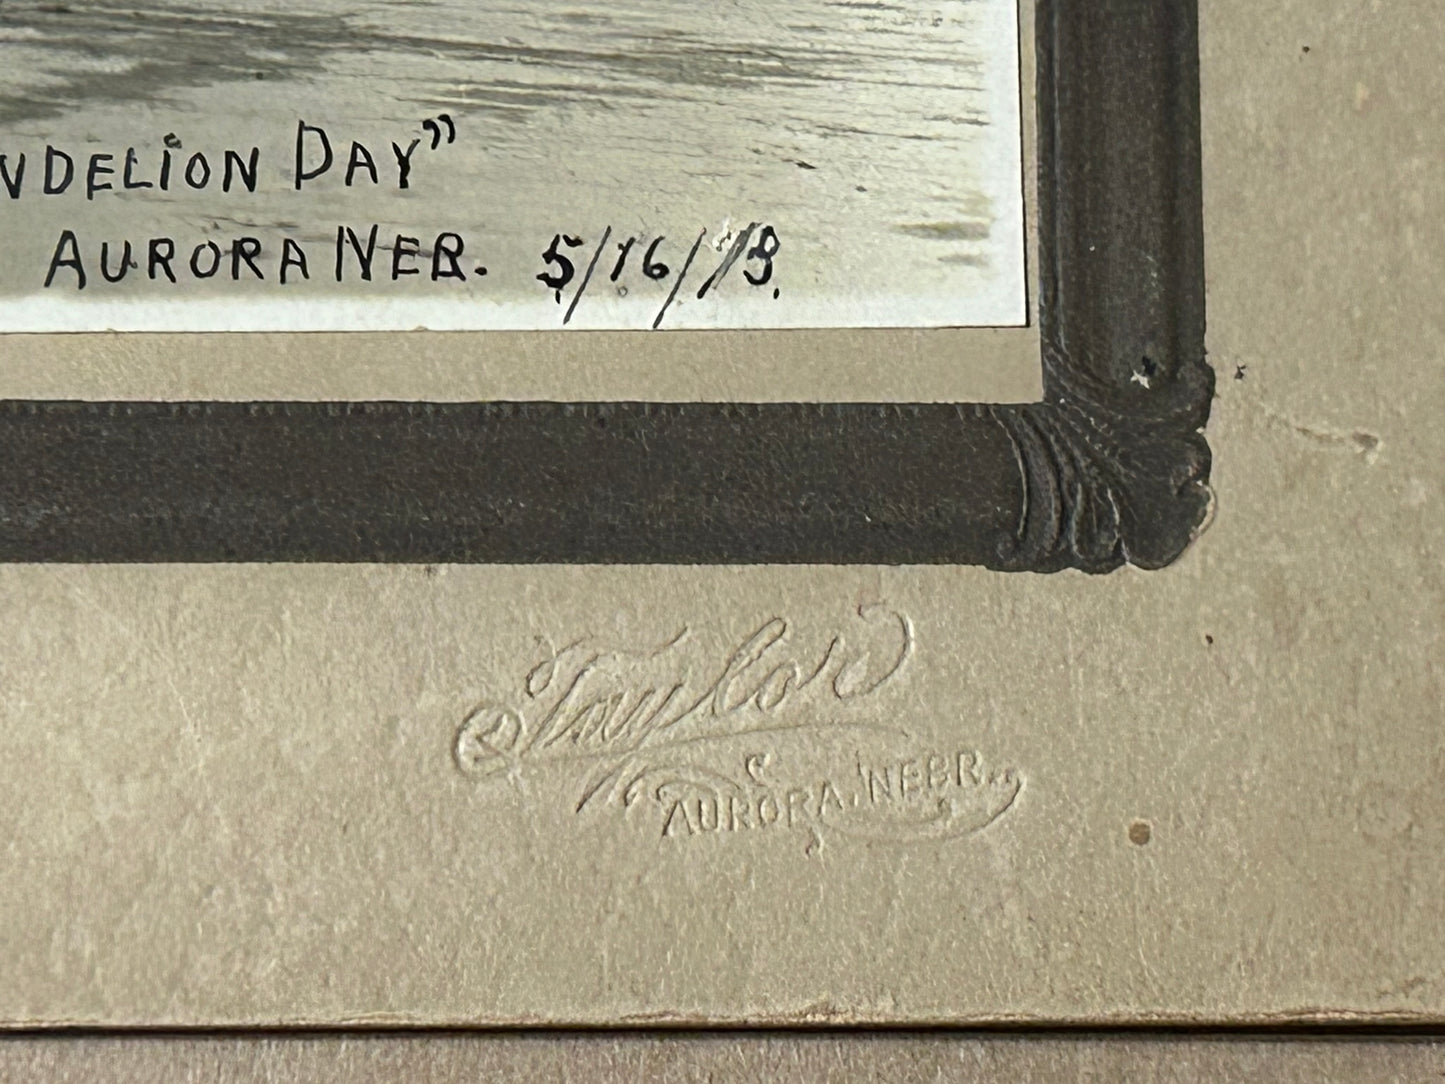 NDELION DAY"
AURORA NEB. 5/16/13.
Taylor
AURORA, NEBR.